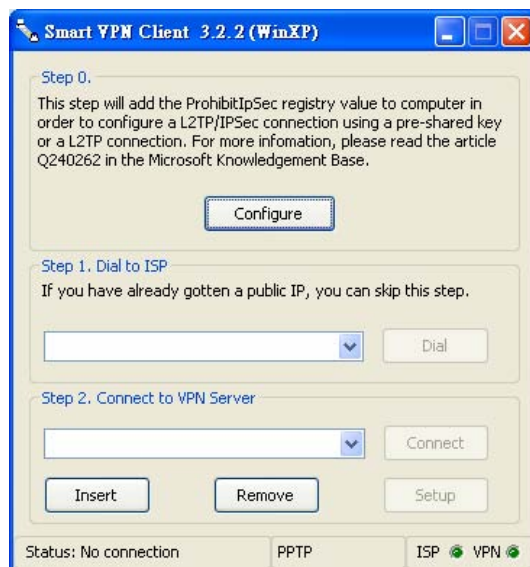 Smart VPN Client 3.2.2 (WinXP)
Step 0.
This step will add the ProhibitIpSec registry value to computer in
order to configure a L2TP/IPSec connection using a pre-shared key
or a L2TP connection. For more infomation, please read the article
Q240262 in the Microsoft Knowledgement Base.
Configure
Step 1. Dial to ISP
If you have already gotten a public IP, you can skip this step.
Dial
Step 2. Connect to VPN Server
Connect
Insert Remove Setup
Status: No connection PPTP ISP VPN